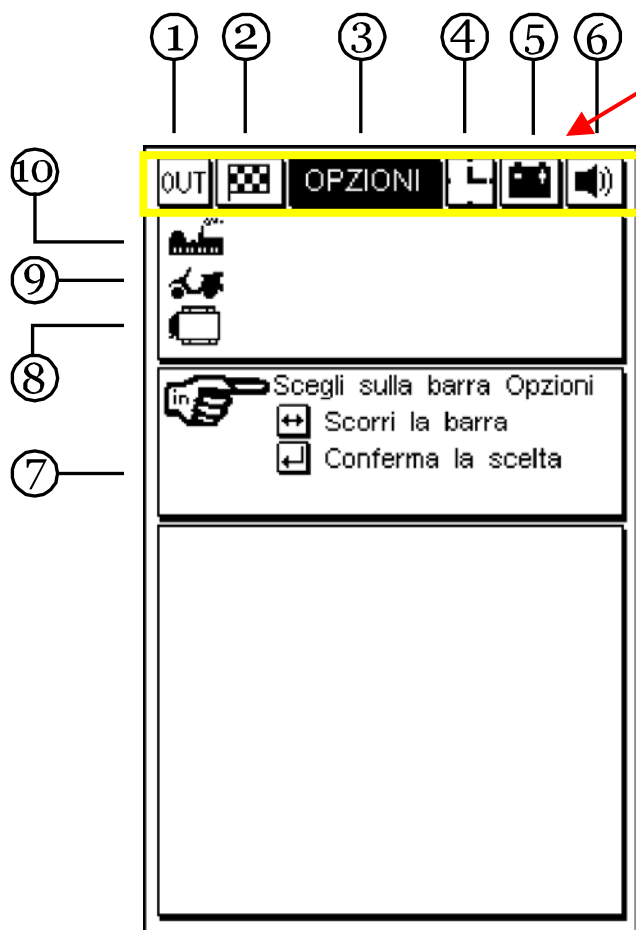 1 2 3 4 5 6
OUT OPZIONI
10
9
8
7
in Scegli sulla barra Opzioni
Scorri la barra
Conferma la scelta